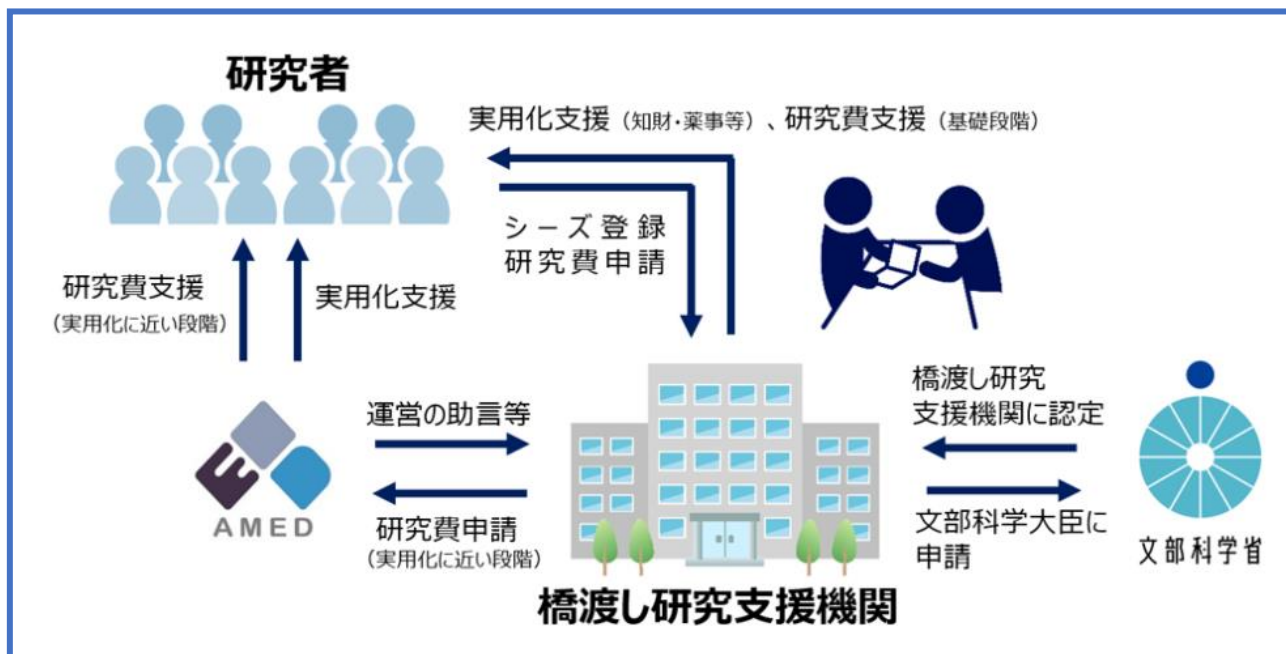 研究者
実用化支援（知財・薬事等）、研究費支援（基礎段階）
シーズ登録
研究費申請
研究費支援
（実用化に近い段階）
実用化支援
運営の助言等
橋渡し研究
支援機関に認定
AMED
研究費申請
（実用化に近い段階）
文部科学大臣に
申請
文部科学省
橋渡し研究支援機関